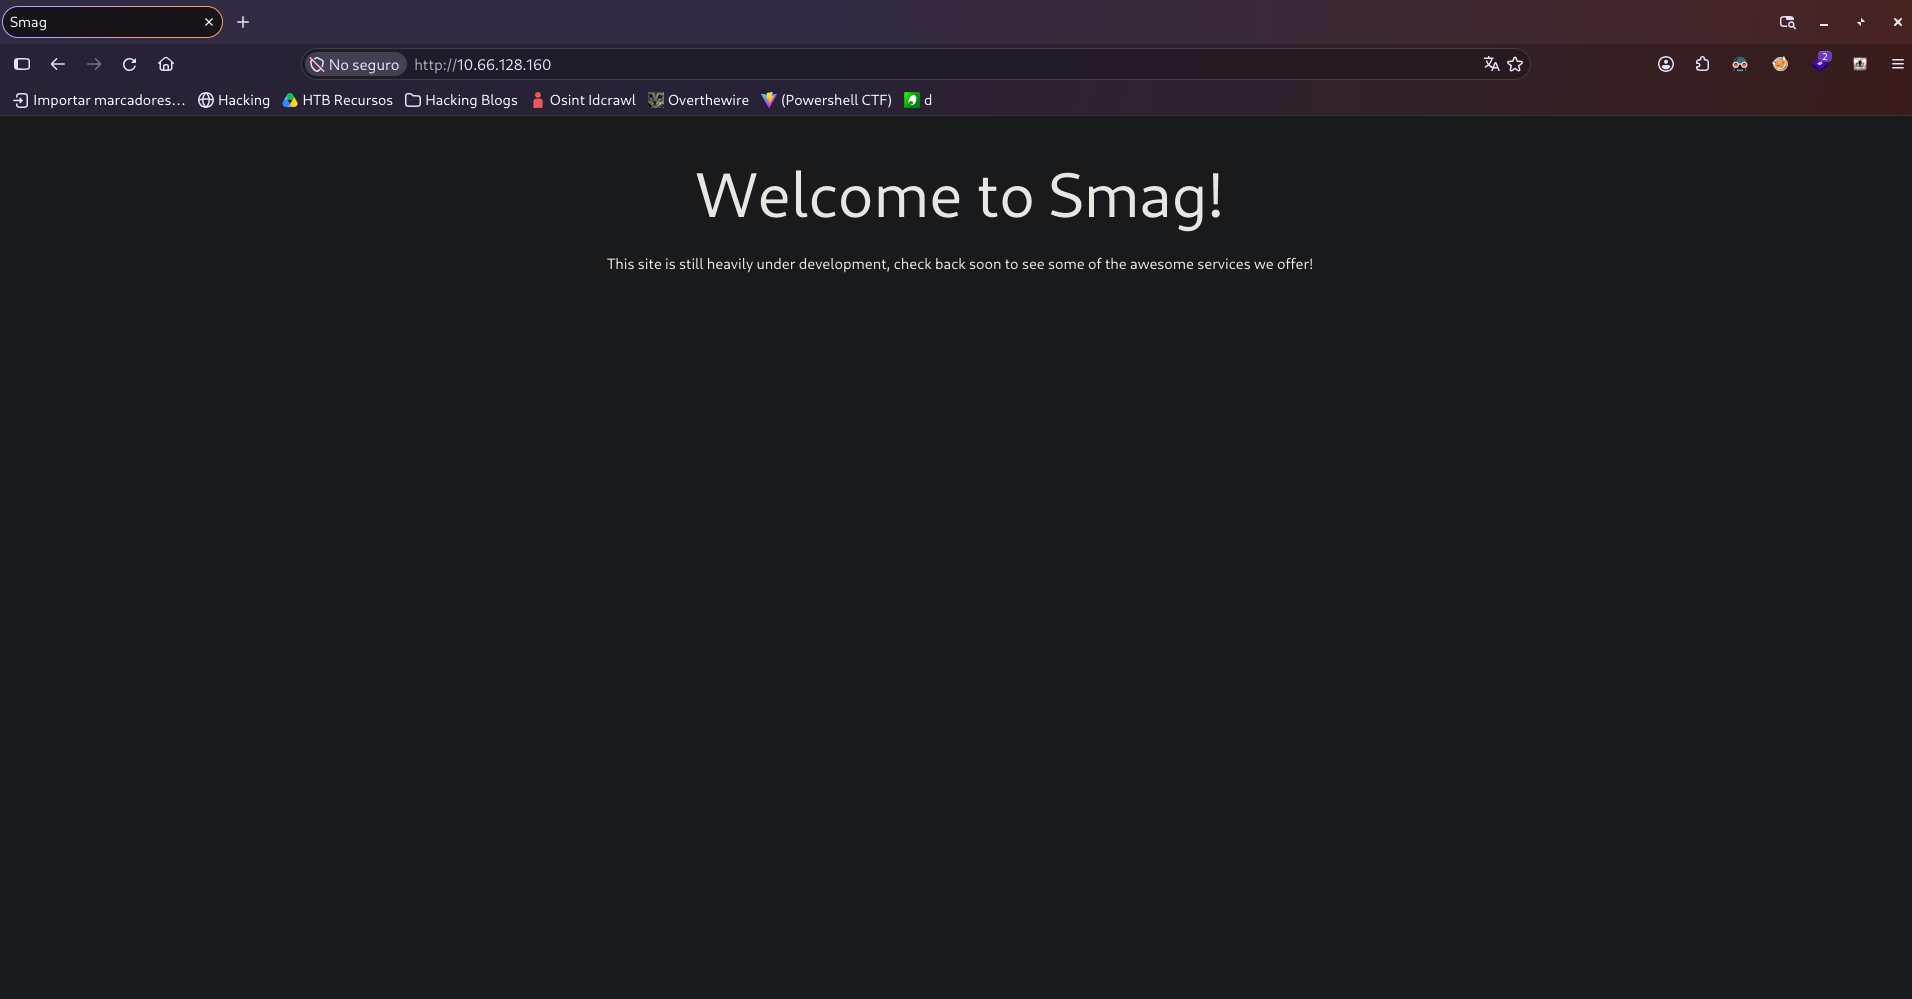 Smag
No seguro http://10.66.128.160
2
Importar marcadores... Hacking HTB Recursos Hacking Blogs Osint Idcrawl Overthewire (Powershell CTF) d
Welcome to Smag!
This site is still heavily under development, check back soon to see some of the awesome services we offer!